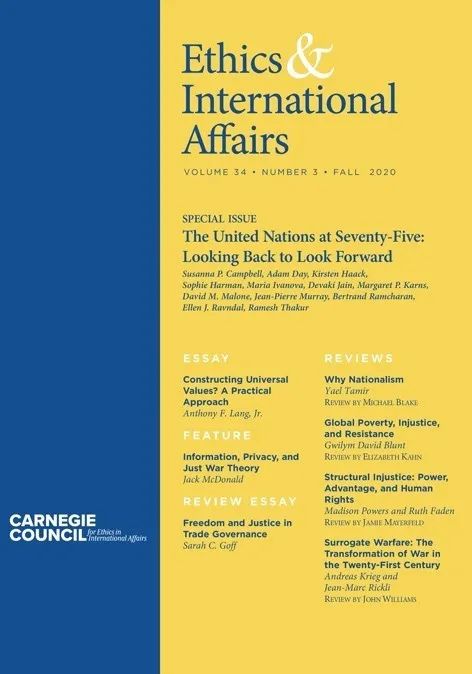 Ethics &
International
Affairs
VOLUME 34 • NUMBER 3 • FALL 2020
SPECIAL ISSUE
The United Nations at Seventy-Five:
Looking Back to Look Forward
Susanna P. Campbell, Adam Day, Kirsten Haack,
Sophie Harman, Maria Ivanova, Devaki Jain, Margaret P. Karns,
David M. Malone, Jean-Pierre Murray, Bertrand Ramcharan,
Ellen J. Ravndal, Ramesh Thakur
ESSAY
Constructing Universal
Values? A Practical
Approach
Anthony F. Lang, Jr.
FEATURE
Information, Privacy, and
Just War Theory
Jack McDonald
REVIEW ESSAY
Freedom and Justice in
Trade Governance
Sarah C. Goff
REVIEWS
Why Nationalism
Yael Tamir
REVIEW BY MICHAEL BLAKE
Global Poverty, Injustice,
and Resistance
Gwilym David Blunt
REVIEW BY ELIZABETH KAHN
Structural Injustice: Power,
Advantage, and Human
Rights
Madison Powers and Ruth Faden
REVIEW BY JAMIE MAYERFELD
Surrogate Warfare: The
Transformation of War in
the Twenty-First Century
Andreas Krieg and
Jean-Marc Rickli
REVIEW BY JOHN WILLIAMS
CARNEGIE
COUNCIL for Ethics in
International Affairs